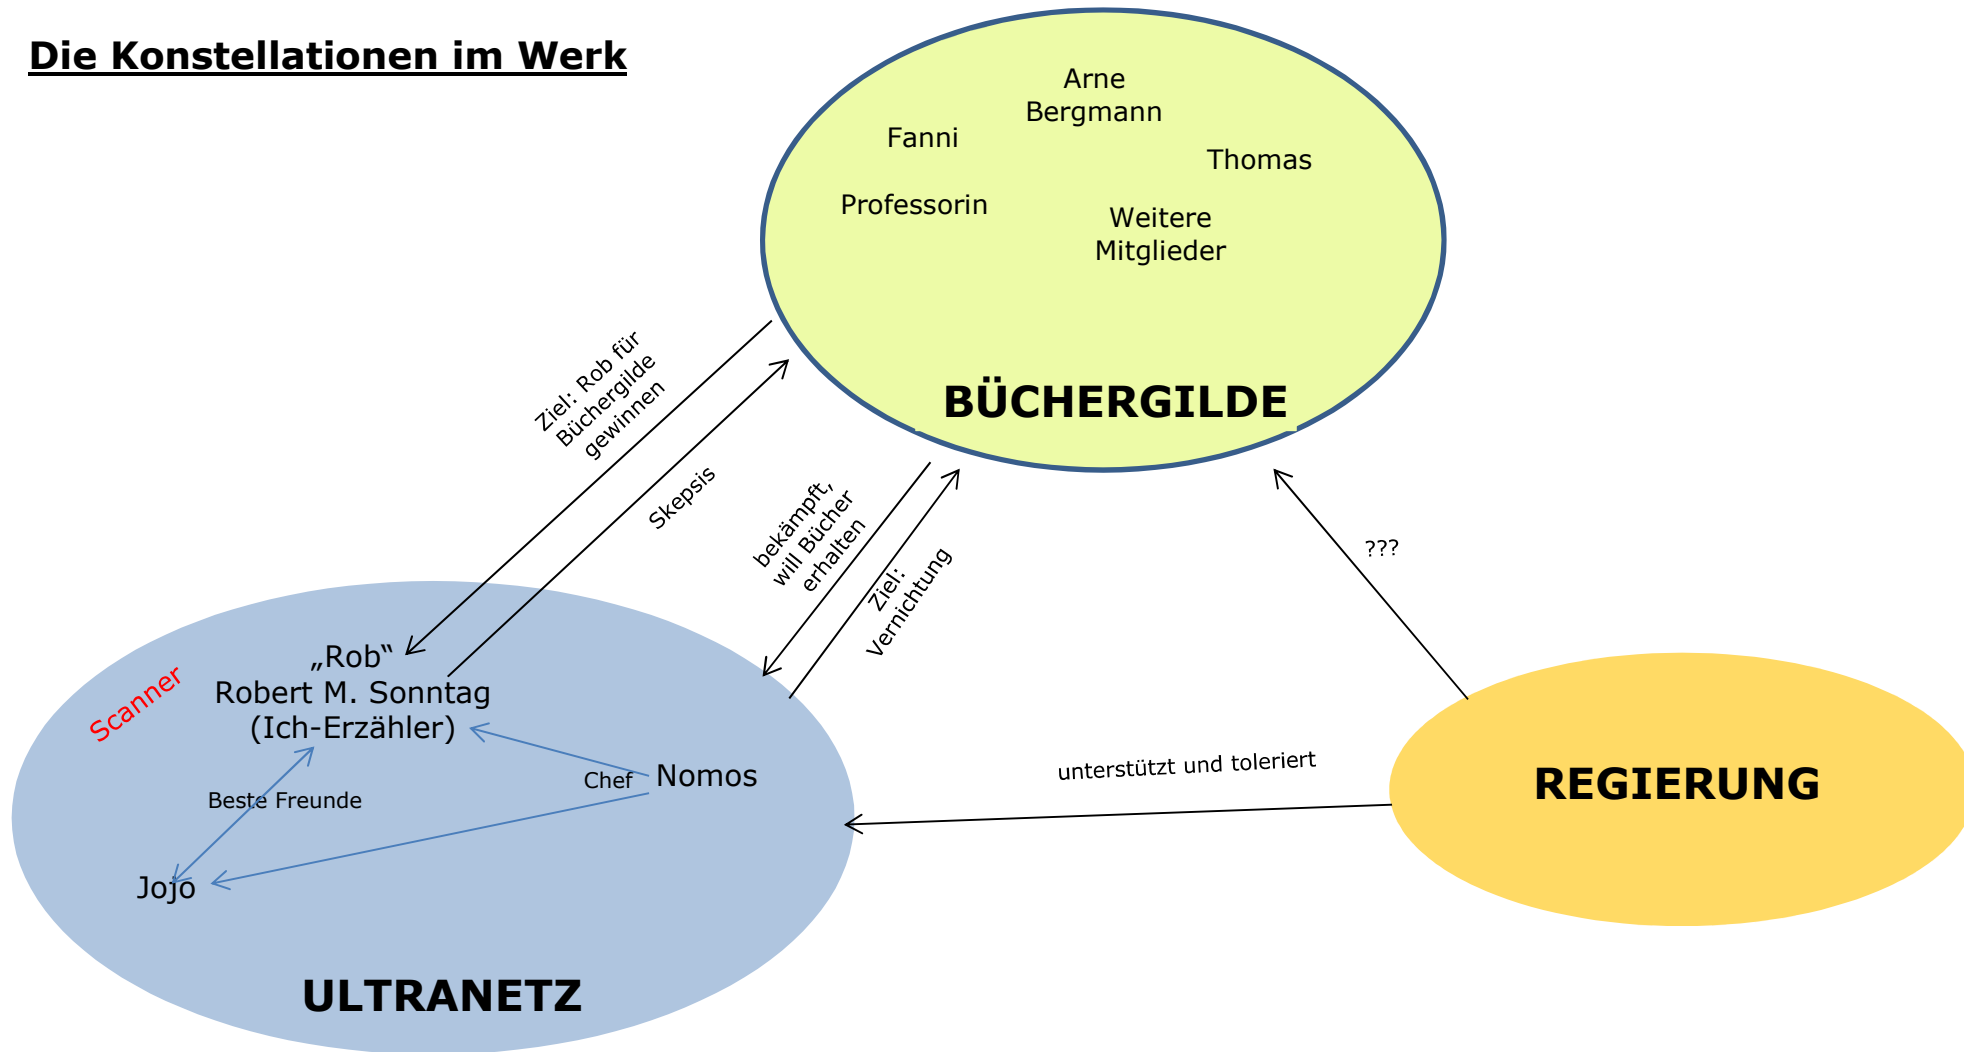 Die Konstellationen im Werk
Arne
Bergmann
Fanni
Thomas
Professorin
Weitere
Mitglieder
BÜCHERGILDE
Ziel: Rob für
Büchergilde
gewinnen
Skepsis
bekämpft,
will Bücher
erhalten
Ziel:
Vernichtung
???
Scanner
„Rob“
Robert M. Sonntag
(Ich-Erzähler)
Chef
Nomos
Beste Freunde
Jojo
ULTRANETZ
unterstützt und toleriert
REGIERUNG